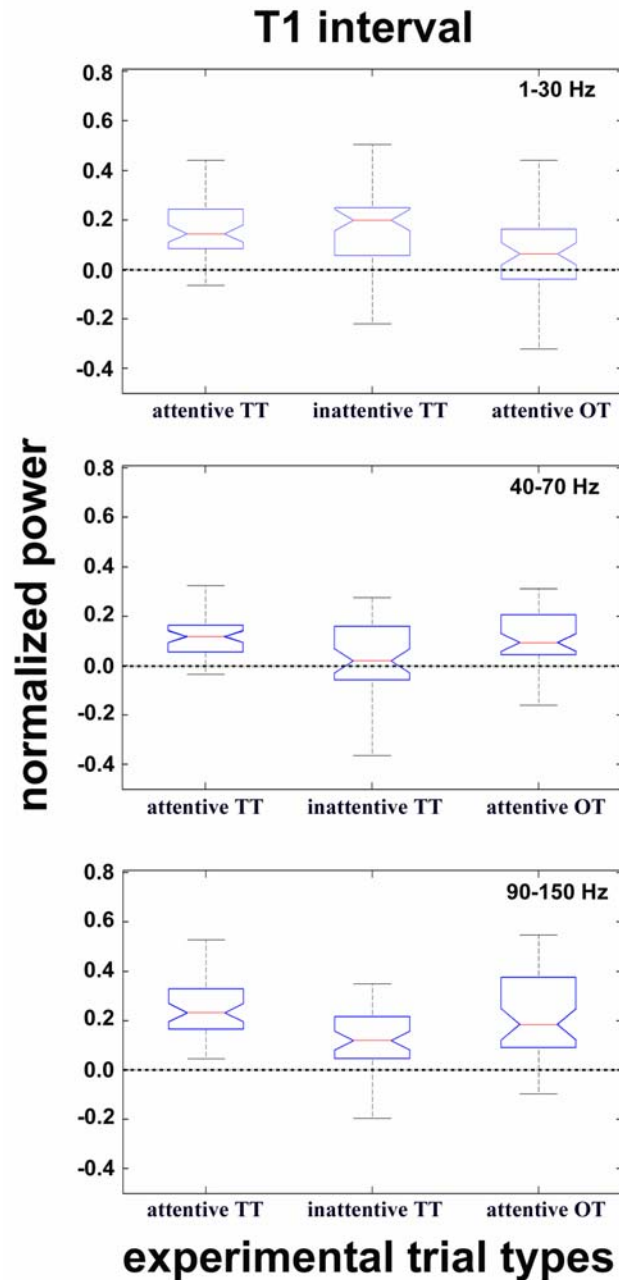 T1 interval
1-30 Hz
0.8
0.6
0.4
0.2
0.0
-0.2
-0.4
attentive TT inattentive TT attentive OT
normalized power
40-70 Hz
0.8
0.6
0.4
0.2
0.0
-0.2
-0.4
attentive TT inattentive TT attentive OT
90-150 Hz
0.8
0.6
0.4
0.2
0.0
-0.2
-0.4
attentive TT inattentive TT attentive OT
experimental trial types